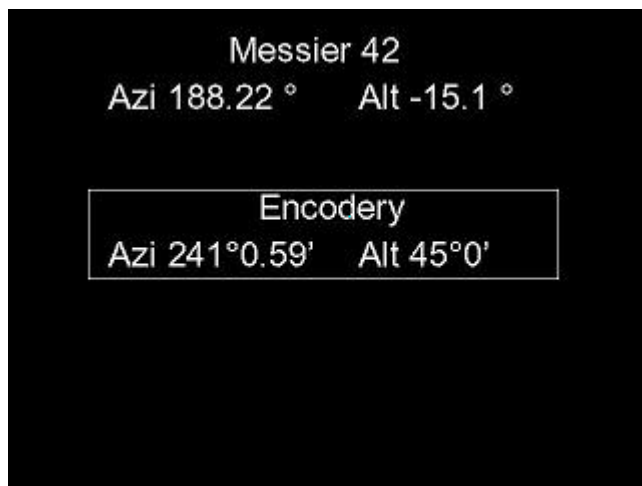 Messier 42
Azi 188.22 ° Alt -15.1 °
Encodery
Azi 241°0.59' Alt 45°0'